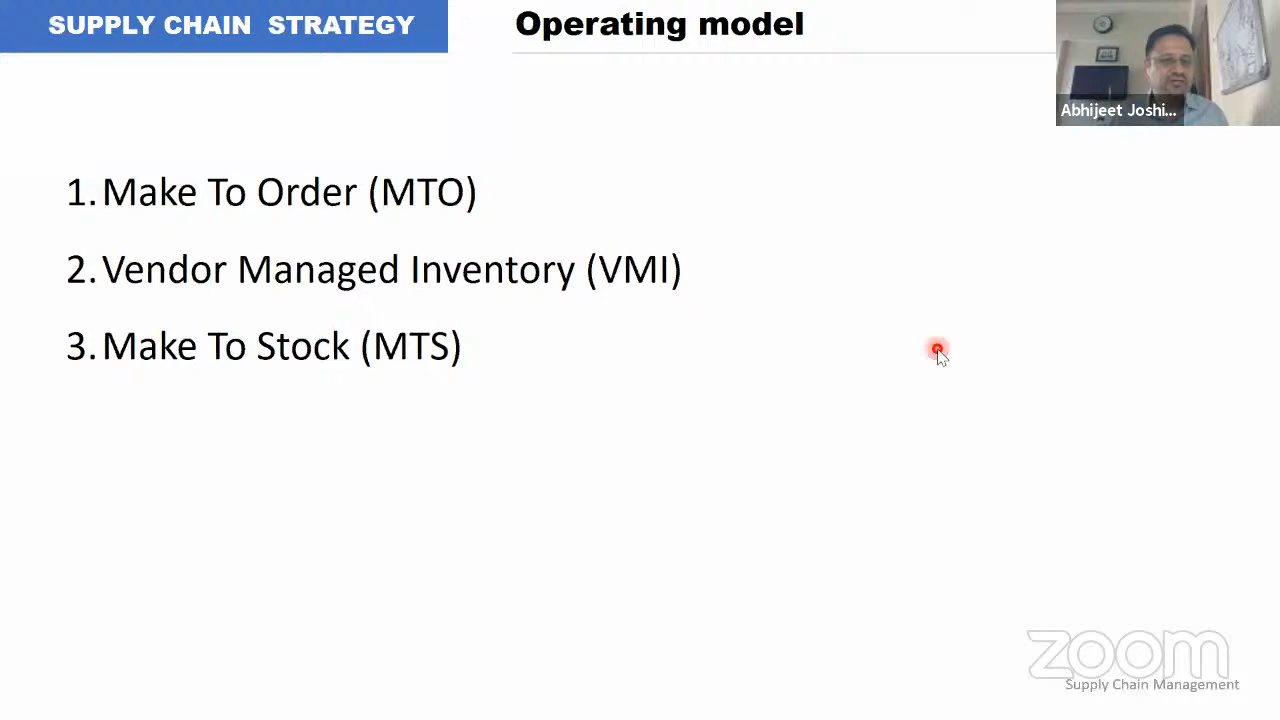 SUPPLY CHAIN STRATEGY
Operating model
Abhijeet Joshi...
1. Make To Order (MTO)
2. Vendor Managed Inventory (VMI)
3. Make To Stock (MTS)
zoom
Supply Chain Management